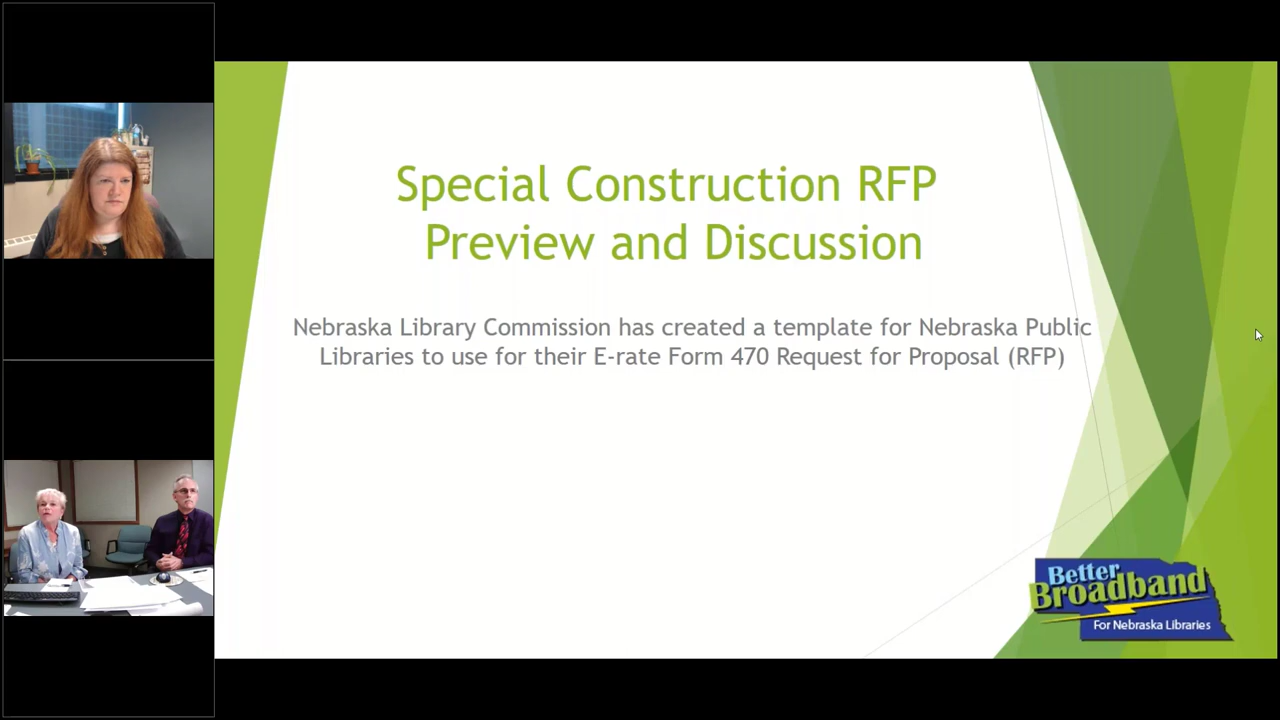 Special Construction RFP
Preview and Discussion
Nebraska Library Commission has created a template for Nebraska Public
Libraries to use for their E-rate Form 470 Request for Proposal (RFP)
Better
Broadband
For Nebraska Libraries